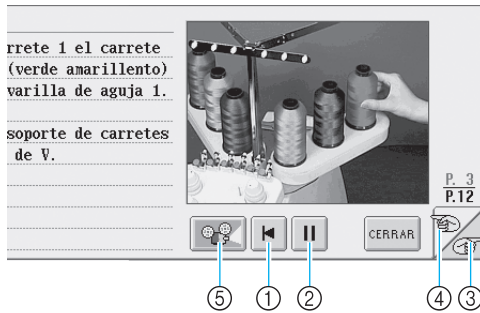 rrete 1 el carrete
(verde amarillento)
varilla de aguja 1.
soporte de carretes
de V.
P. 3
P.12
CERRAR
⑤ ① ② ④ ③